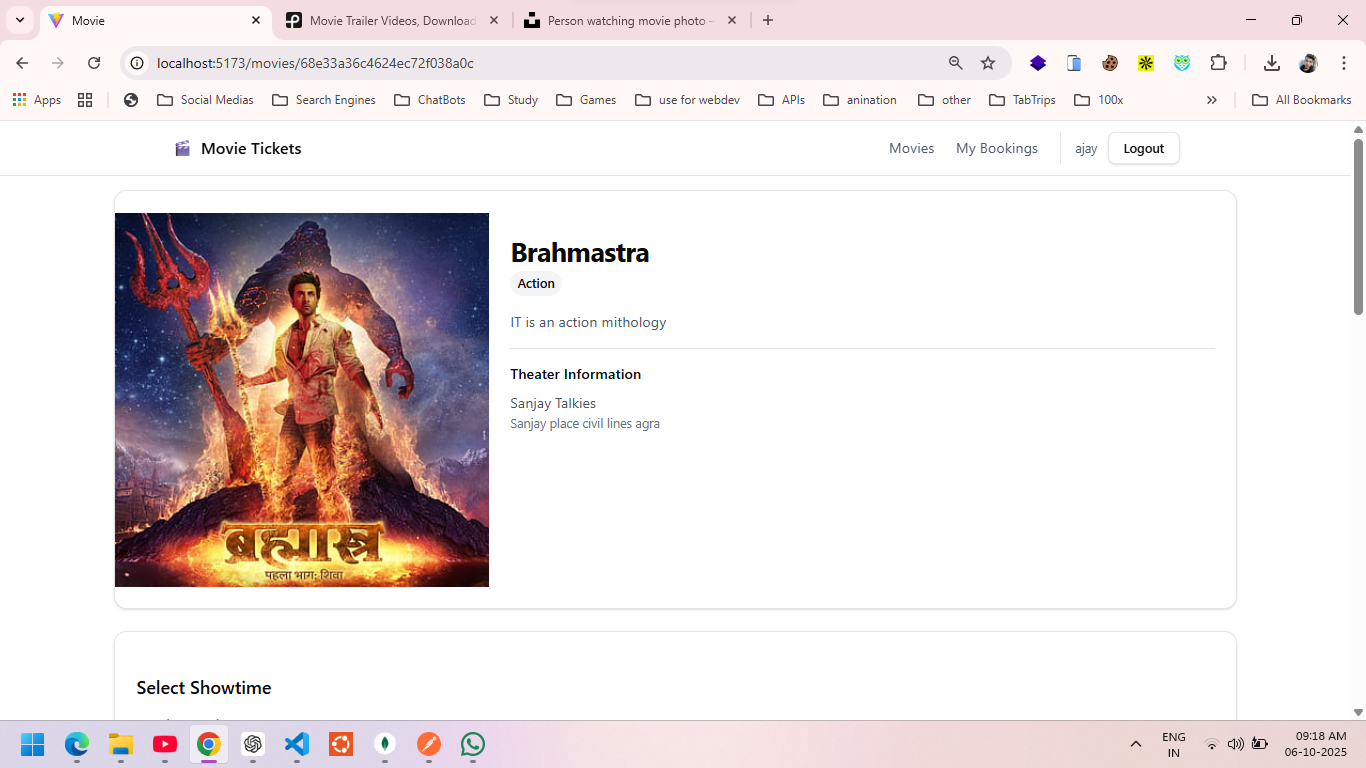 Movie
Movie Trailer Videos, Download
Person watching movie photo –
localhost:5173/movies/68e33a36c4624ec72f038a0c
Apps
Social Medias
Search Engines
ChatBots
Study
Games
use for webdev
APIs
anination
other
TabTrips
100x
All Bookmarks
Movie Tickets
Movies
My Bookings
ajay
Logout
Brahmastra
Action
IT is an action mithology
Theater Information
Sanjay Talkies
Sanjay place civil lines agra
ब्रह्मास्त्र
पहला भाग: शिवा
Select Showtime
ENG
IN
09:18 AM
06-10-2025